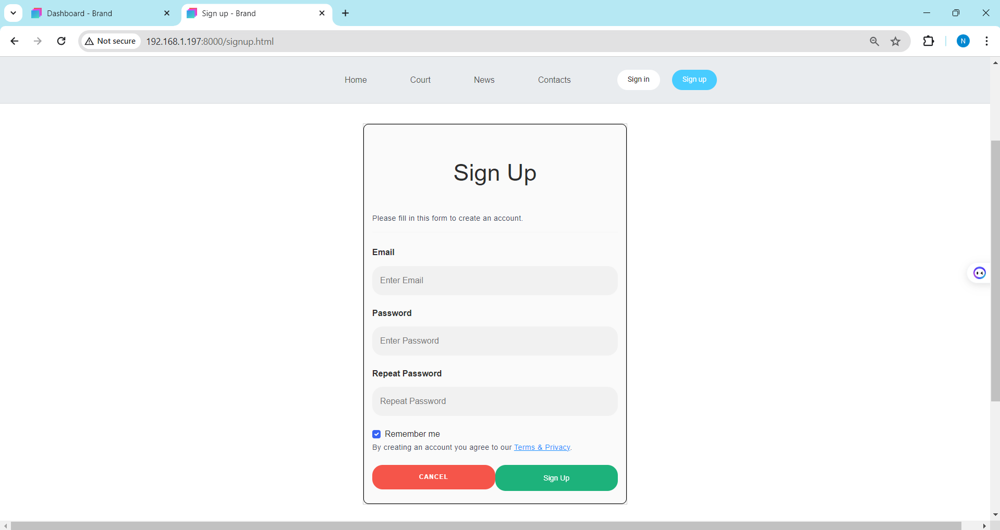 Dashboard - Brand
Sign up - Brand
Not secure
192.168.1.197:8000/signup.html
N
Home
Court
News
Contacts
Sign in
Sign up
Sign Up
Please fill in this form to create an account.
Email
Enter Email
Password
Enter Password
Repeat Password
Repeat Password
Remember me
By creating an account you agree to our Terms & Privacy.
CANCEL
Sign Up